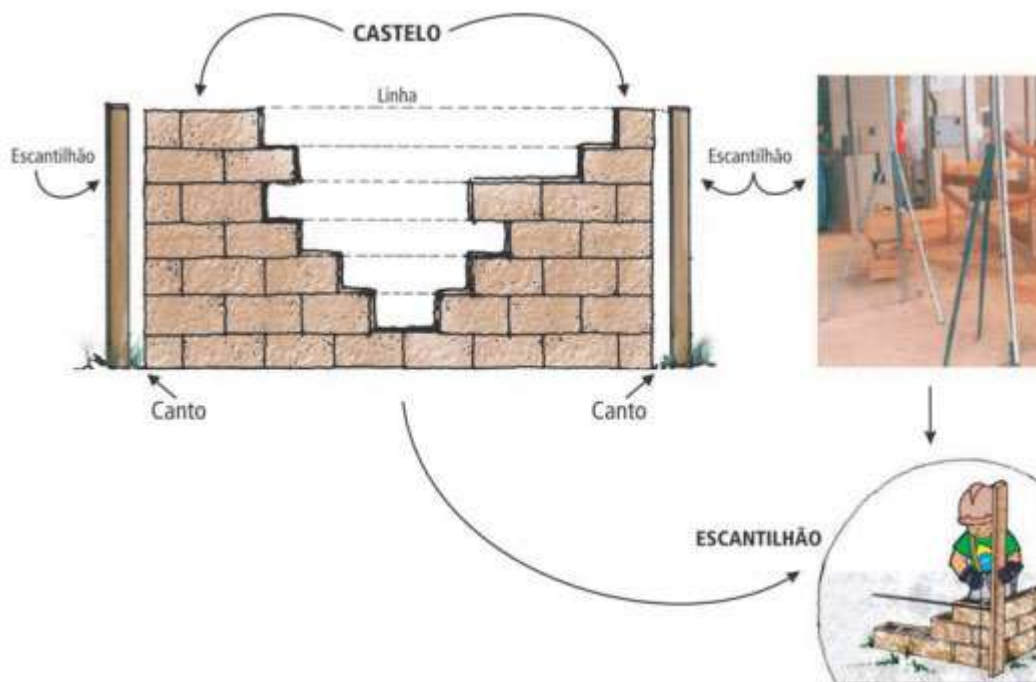 CASTELO
Linha
Escantilhão
Escantilhão
Canto
Canto
ESCANTILHÃO